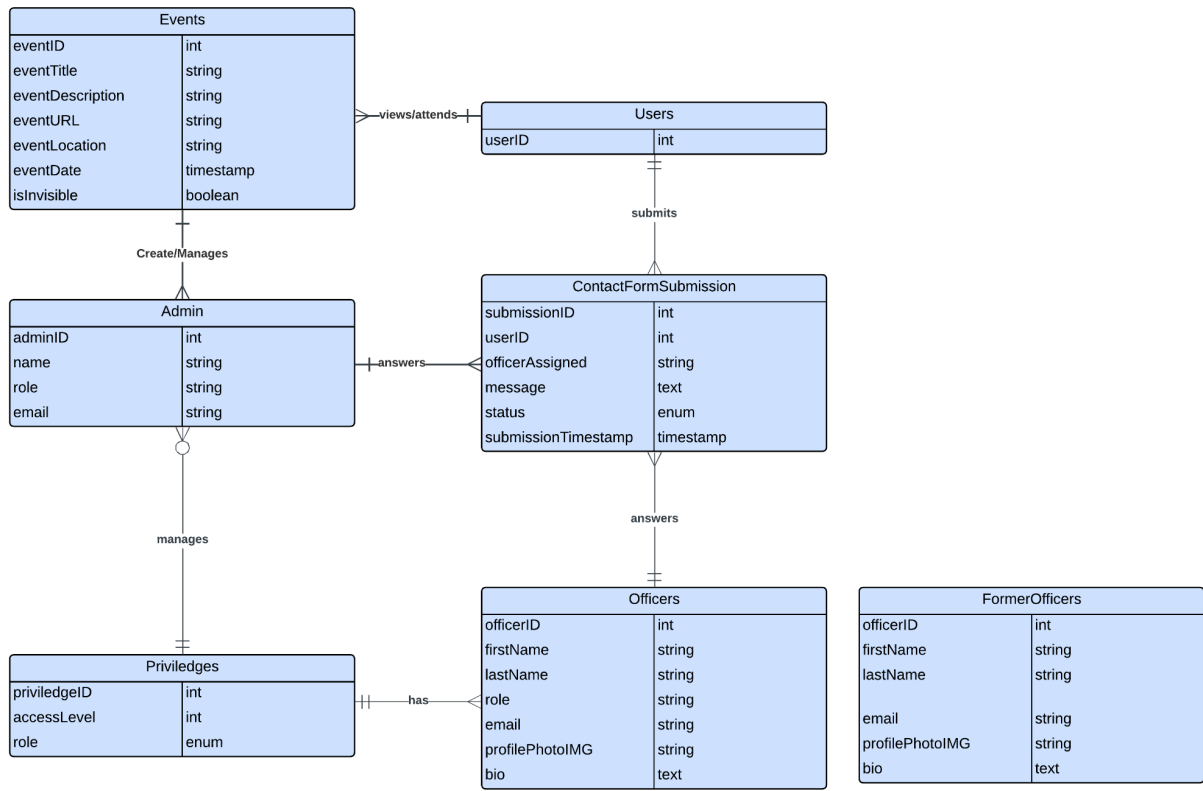 Events
eventID int
eventTitle string
eventDescription string
eventURL string
eventLocation string
eventDate timestamp
isInvisible boolean
views/attends
Users
userID int
submits
Create/Manages
Admin
adminID int
name string
role string
email string
answers
ContactFormSubmission
submissionID int
userID int
officerAssigned string
message text
status enum
submissionTimestamp timestamp
manages
answers
Priviledges
priviledgeID int
accessLevel int
role enum
has
Officers
officerID int
firstName string
lastName string
role string
email string
profilePhotoIMG string
bio text
FormerOfficers
officerID int
firstName string
lastName string
email string
profilePhotoIMG string
bio text